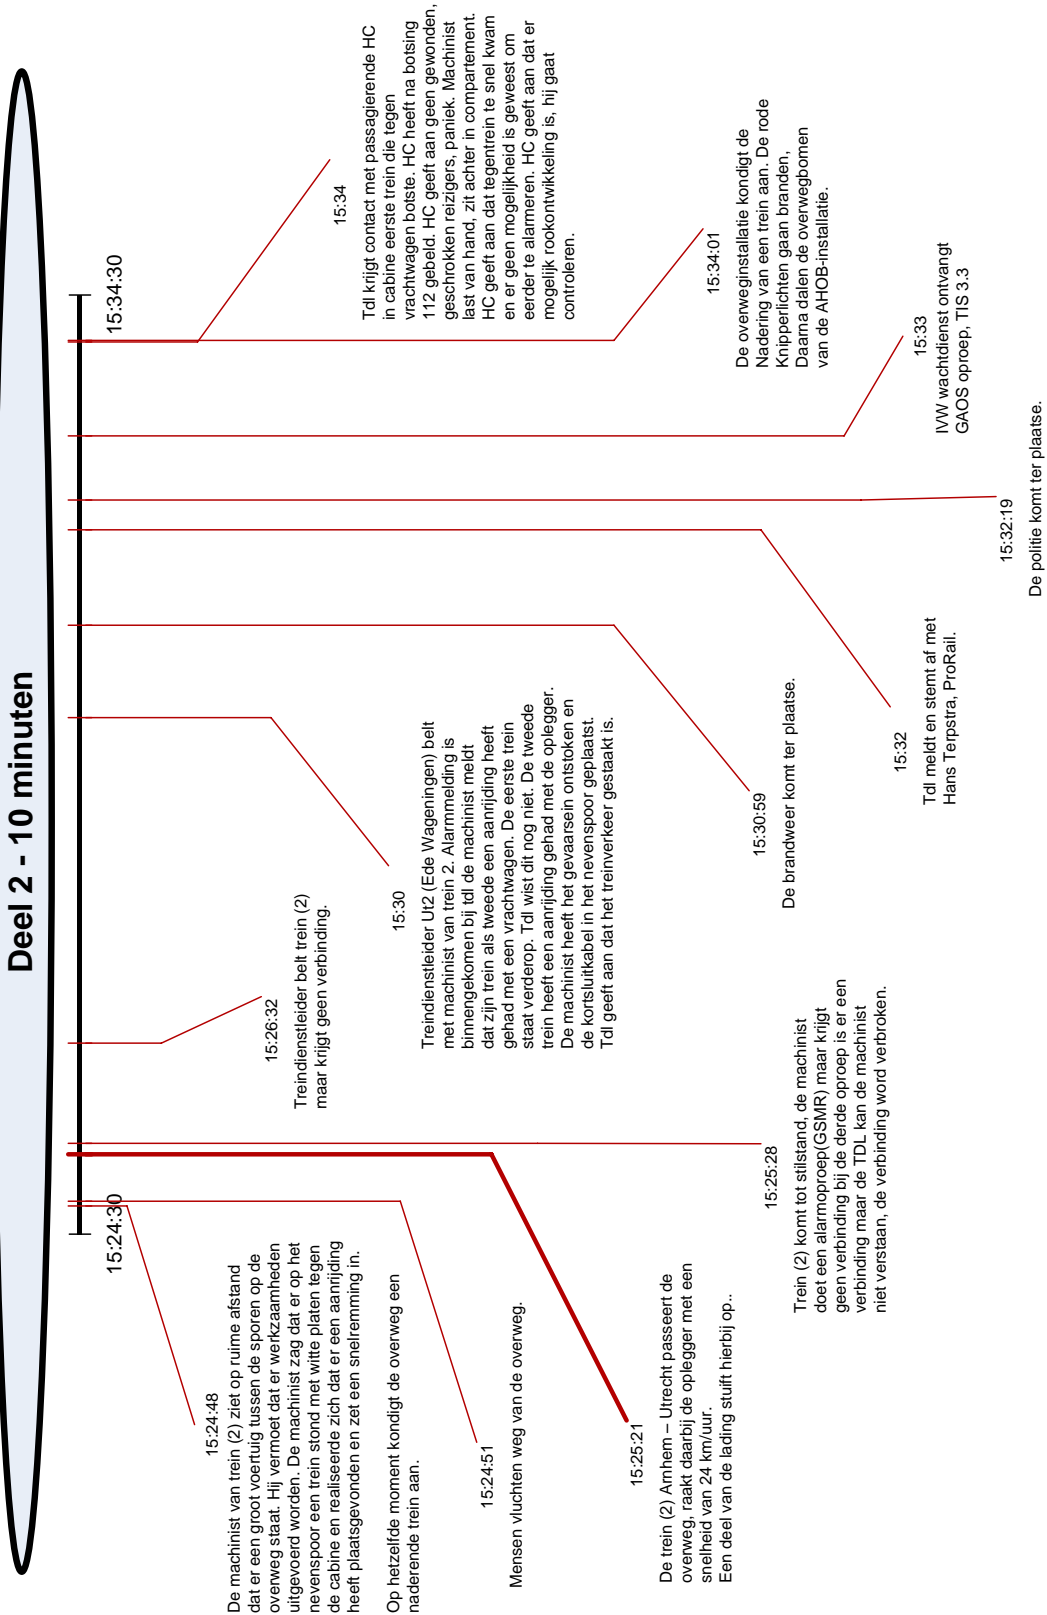 Deel 2 - 10 minuten
15:24:30
15:34:30
15:24:48
De machinist van trein (2) ziet op ruime afstand
dat er een groot voertuig tussen de sporen op de
overweg staat. Hij vermoet dat er werkzaamheden
uitgevoerd worden. De machinist zag dat er op het
nevenspoor een trein stond met witte platen tegen
de cabine en realiseerde zich dat er een aanrijding
heeft plaatsgevonden en zet een snelremming in.
Op hetzelfde moment kondigt de overweg een
naderende trein aan.
15:24:51
Mensen vluchten weg van de overweg.
15:25:21
De trein (2) Arnhem – Utrecht passeert de
overweg, raakt daarbij de oplegger met een
snelheid van 24 km/uur.
Een deel van de lading stuift hierbij op..
15:25:28
Trein (2) komt tot stilstand, de machinist
doet een alarmoproep(GSMR) maar krijgt
geen verbinding bij de derde oproep is er een
verbinding maar de TDL kan de machinist
niet verstaan, de verbinding word verbroken.
15:26:32
Treindienstleider belt trein (2)
maar krijgt geen verbinding.
15:30
Treindienstleider Ut2 (Ede Wageningen) belt
met machinist van trein 2. Alarmmelding is
binnengekomen bij tdl de machinist meldt
dat zijn trein als tweede een aanrijding heeft
gehad met een vrachtwagen. De eerste trein
staat verderop. Tdl wist dit nog niet. De tweede
trein heeft een aanrijding gehad met de oplegger.
De machinist heeft het gevaarsein ontstoken en
de kortsluitkabel in het nevenspoor geplaatst.
Tdl geeft aan dat het treinverkeer gestaakt is.
15:30:59
De brandweer komt ter plaatse.
15:32
Tdl meldt en stemt af met
Hans Terpstra, ProRail.
15:32:19
De politie komt ter plaatse.
15:33
IVW wachtdienst ontvangt
GAOS oproep, TIS 3.3
15:34:01
De overweginstallatie kondigt de
Nadering van een trein aan. De rode
Knipperlichten gaan branden,
Daarna dalen de overwegbomen
van de AHOB-installatie.
15:34
Tdl krijgt contact met passagierende HC
in cabine eerste trein die tegen
vrachtwagen botste. HC heeft na botsing
112 gebeld. HC geeft aan geen gewonden,
geschrokken reizigers, paniek. Machinist
last van hand, zit achter in compartement.
HC geeft aan dat tegentrein te snel kwam
en er geen mogelijkheid is geweest om
eerder te alarmeren. HC geeft aan dat er
mogelijk rookontwikkeling is, hij gaat
controleren.